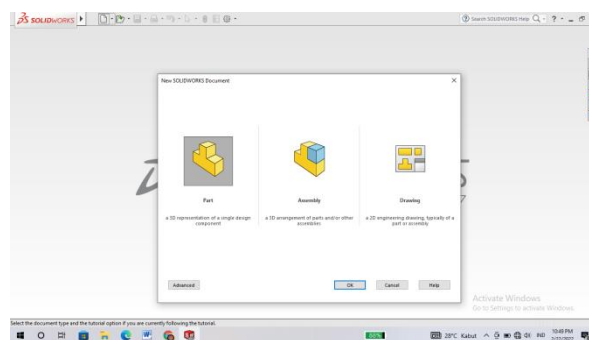 SOLIDWORKS
Search SOLIDWORKS Help
New SOLIDWORKS Document
Part
Assembly
Drawing
a 3D representation of a single design component
a 3D arrangement of parts and/or other assemblies
a 2D engineering drawing, typically of a part or assembly
Advanced
OK
Cancel
Help
Activate Windows
Go to Settings to activate Windows.
Select the document type and the tutorial option if you are currently following the tutorial.
28°C Kabut
IND
10:48 PM